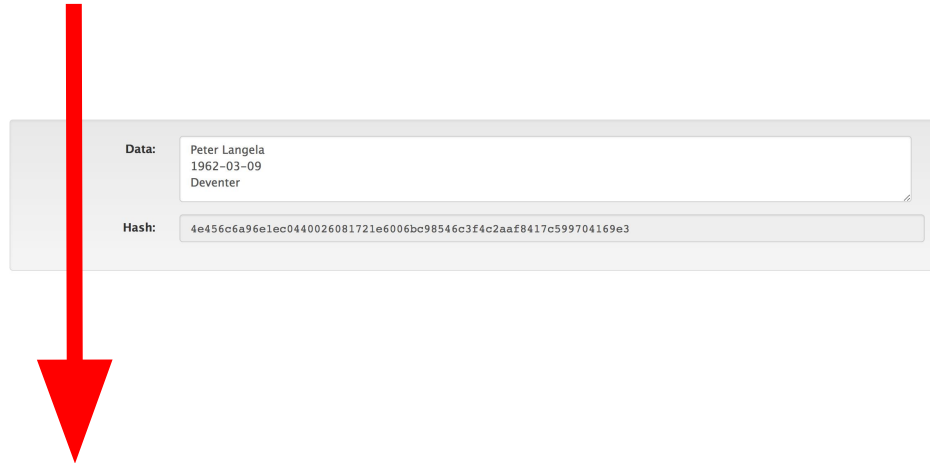 Data:
Peter Langela
1962-03-09
Deventer
Hash:
4e456c6a96e1ec0440026081721e6006bc98546c3f4c2aaf8417c599704169e3